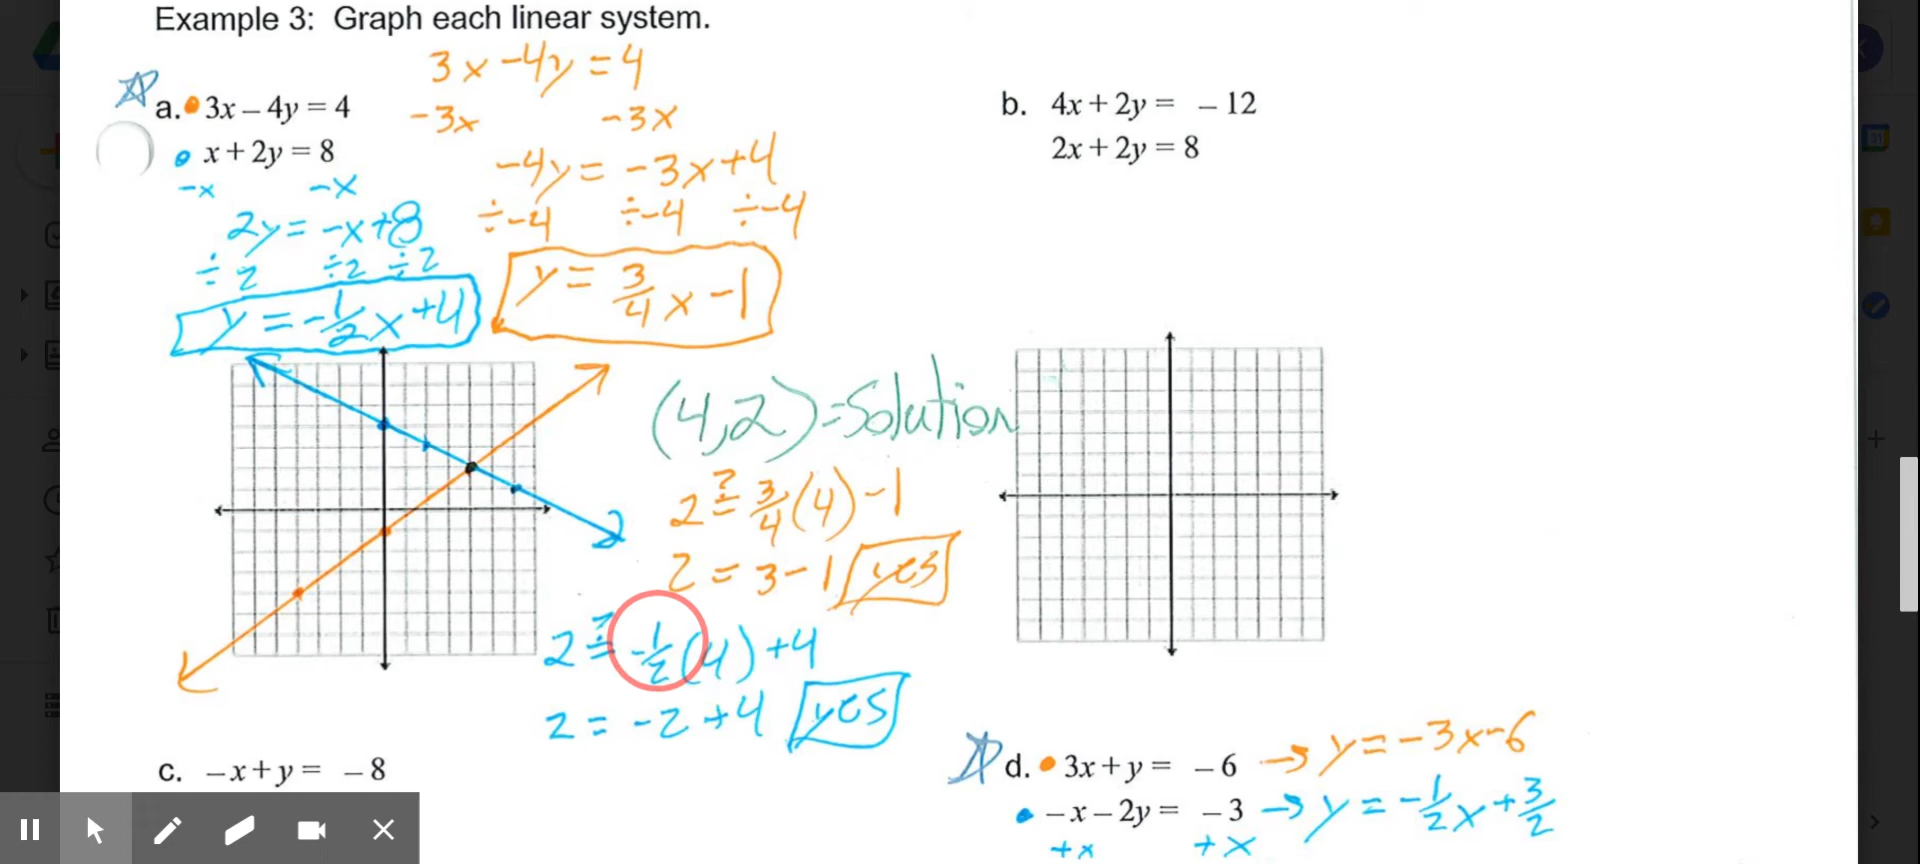 Example 3: Graph each linear system.
3x - 4y = 4
a. 3x – 4y = 4
-3x -3x
x + 2y = 8
-x -x
-4y = -3x + 4
÷-4 ÷-4 ÷-4
2y = -x + 8
÷2 ÷2 ÷2
y = 3/4 x - 1
y = -1/2 x + 4
(4,2) = Solution
2 ≟ 3/4 (4) - 1
2 = 3 - 1 yes
2 ≟ -1/2 (4) + 4
2 = -2 + 4 yes
b. 4x + 2y = – 12
2x + 2y = 8
c. –x + y = – 8
d. 3x + y = – 6 → y = -3x - 6
–x – 2y = – 3 → y = -1/2 x + 3/2
+x +x
31